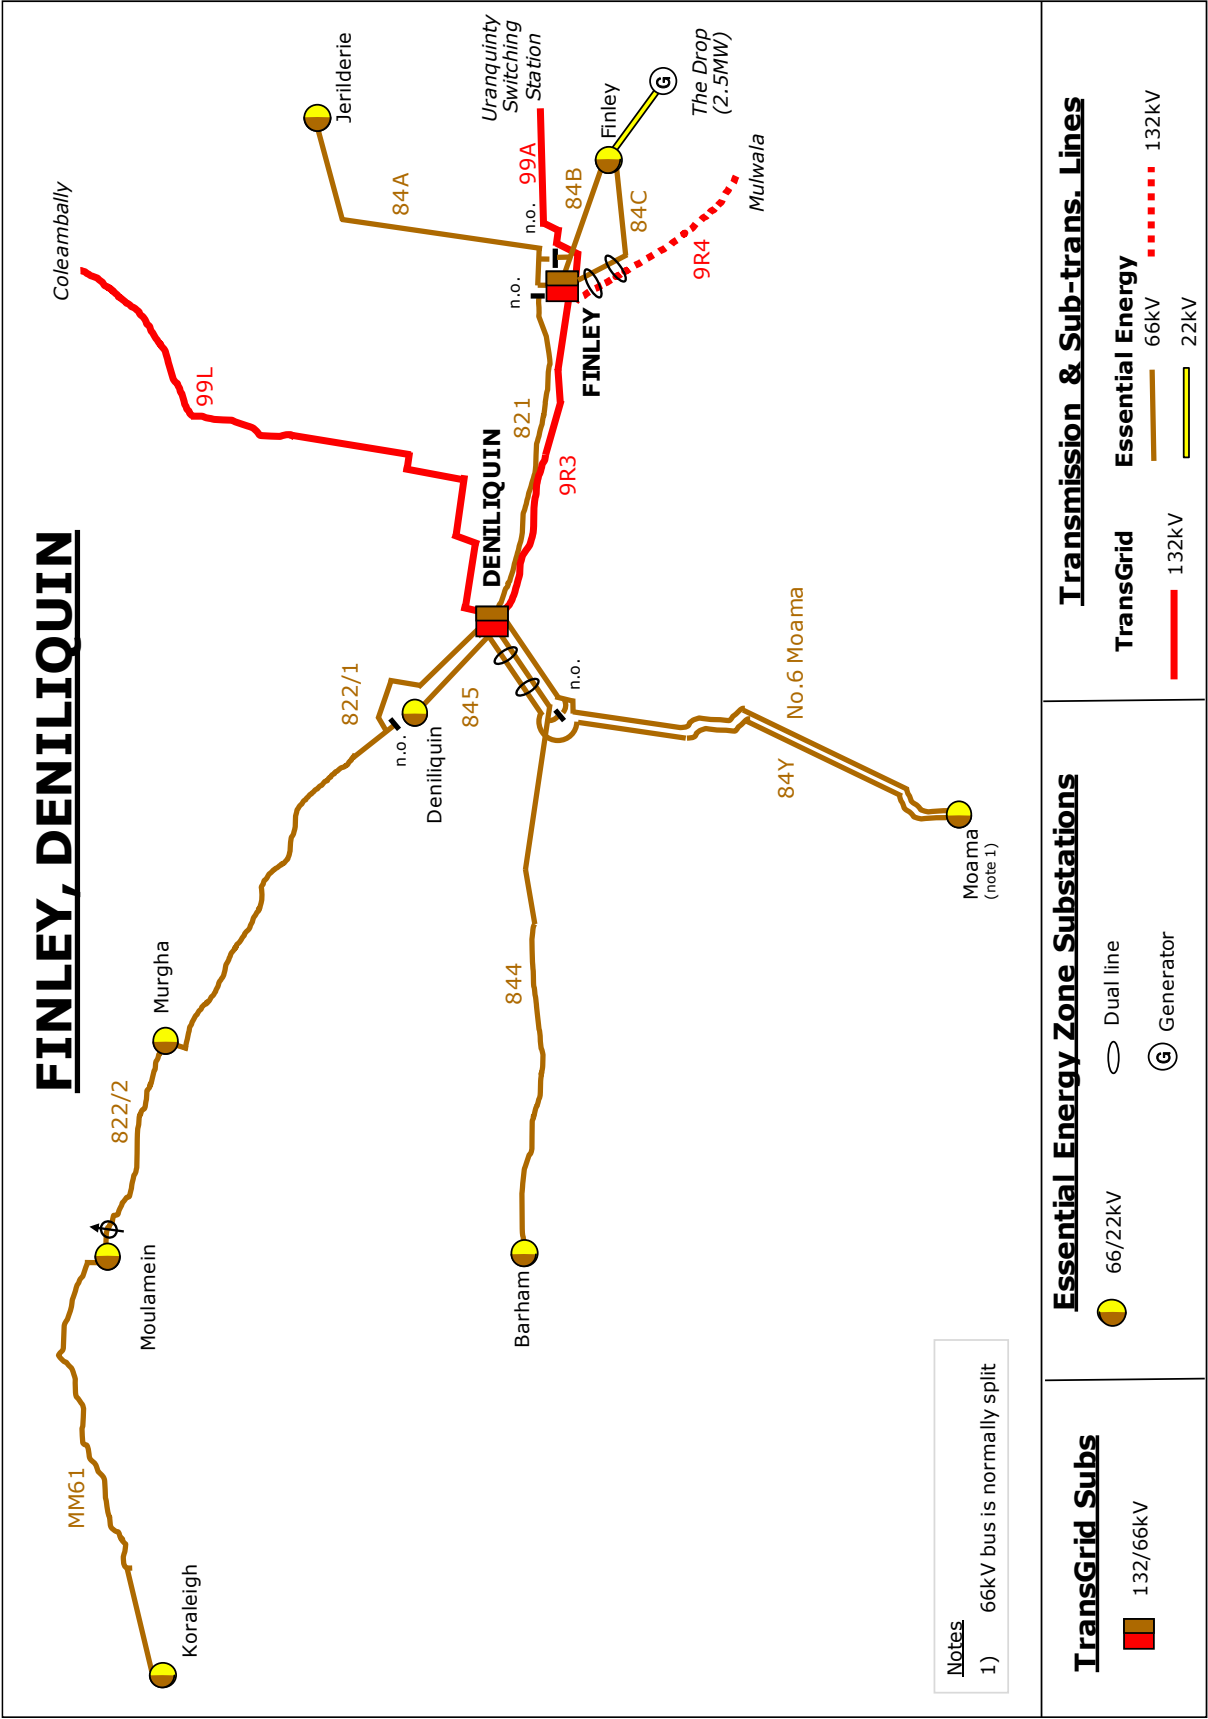 FINLEY, DENILIQUIN
Coleambally
99L
Jerilderie
84A
Uranquinty
Switching
Station
99A
n.o.
84B
Finley
84C
The Drop
(2.5MW)
G
Mulwala
9R4
n.o.
FINLEY
821
9R3
DENILIQUIN
822/1
845
n.o.
Deniliquin
n.o.
No.6 Moama
84Y
Moama
(note 1)
844
Barham
Murgha
822/2
Moulamein
MM61
Koraleigh
Notes
1) 66kV bus is normally split
TransGrid Subs
132/66kV
Essential Energy Zone Substations
66/22kV
Dual line
G Generator
Transmission & Sub-trans. Lines
TransGrid
132kV
Essential Energy
66kV
132kV
22kV